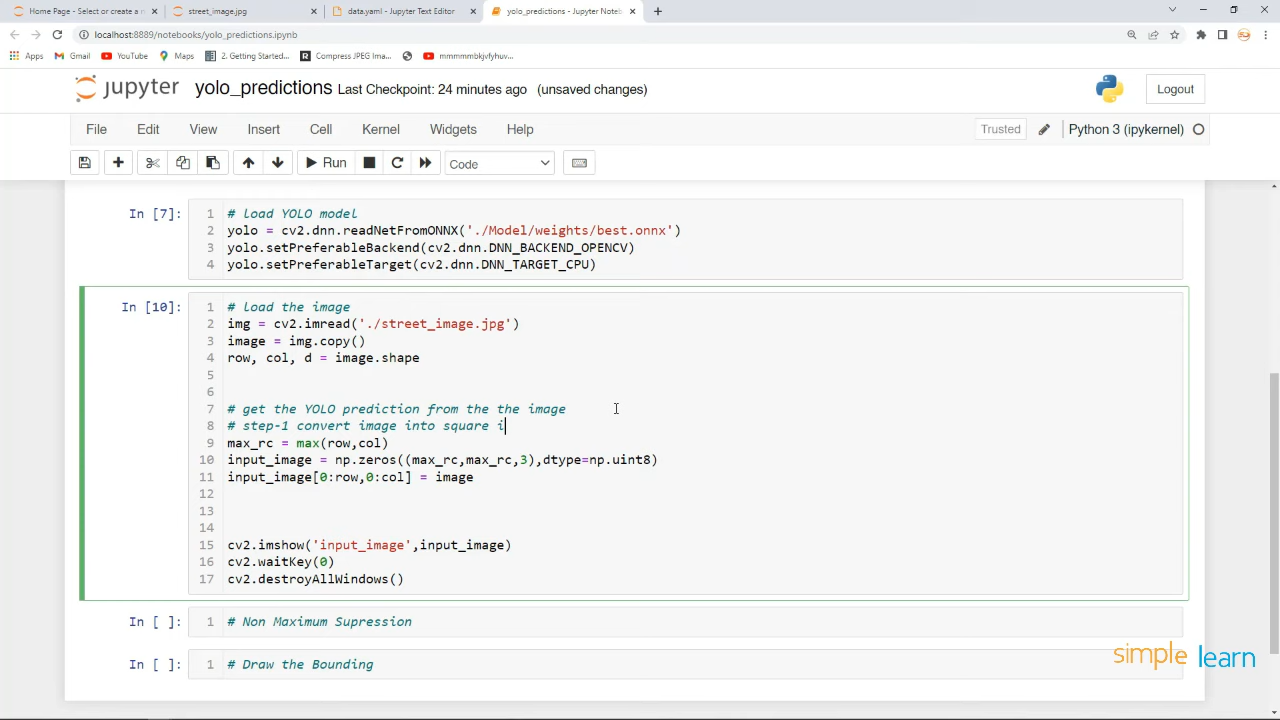 Home Page - Select or create a n
street_image.jpg
data.yaml - Jupyter Text Editor
yolo_predictions - Jupyter Noteb
localhost:8889/notebooks/yolo_predictions.ipynb
Apps
Gmail
YouTube
Maps
2. Getting Started...
Compress JPEG Ima...
mmmmmbkjvfyhuv...
jupyter
yolo_predictions Last Checkpoint: 24 minutes ago (unsaved changes)
Logout
File Edit View Insert Cell Kernel Widgets Help
Trusted
Python 3 (ipykernel)
Run
Code
In [7]:
1 # load YOLO model
2 yolo = cv2.dnn.readNetFromONNX('./Model/weights/best.onnx')
3 yolo.setPreferableBackend(cv2.dnn.DNN_BACKEND_OPENCV)
4 yolo.setPreferableTarget(cv2.dnn.DNN_TARGET_CPU)
In [10]:
1 # load the image
2 img = cv2.imread('./street_image.jpg')
3 image = img.copy()
4 row, col, d = image.shape
5
6
7 # get the YOLO prediction from the the image
8 # step-1 convert image into square i
9 max_rc = max(row,col)
10 input_image = np.zeros((max_rc,max_rc,3),dtype=np.uint8)
11 input_image[0:row,0:col] = image
12
13
14
15 cv2.imshow('input_image',input_image)
16 cv2.waitKey(0)
17 cv2.destroyAllWindows()
In [ ]:
1 # Non Maximum Supression
In [ ]:
1 # Draw the Bounding
simplelearn